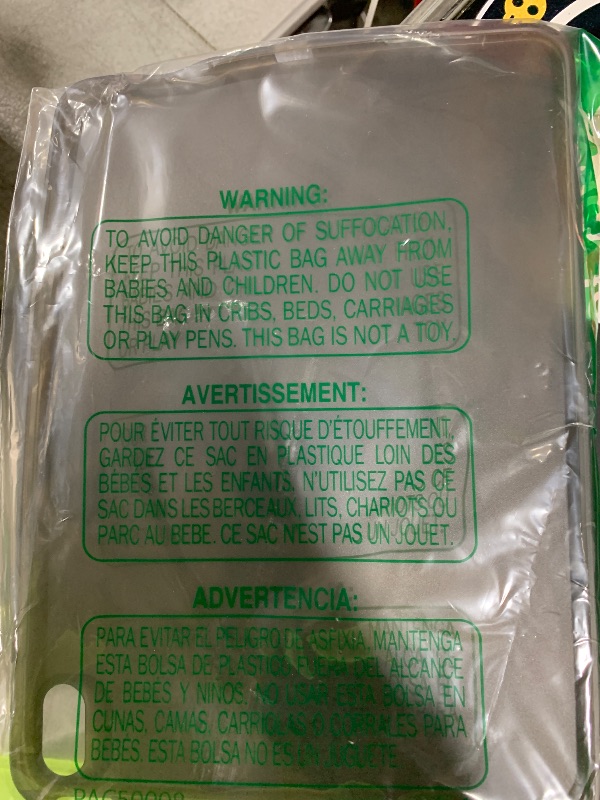 WARNING:
TO AVOID DANGER OF SUFFOCATION,
KEEP THIS PLASTIC BAG AWAY FROM
BABIES AND CHILDREN. DO NOT USE
THIS BAG IN CRIBS, BEDS, CARRIAGES
OR PLAY PENS. THIS BAG IS NOT A TOY.
AVERTISSEMENT:
POUR ÉVITER TOUT RISQUE D'ÉTOUFFEMENT,
GARDEZ CE SAC EN PLASTIQUE LOIN DES
BÉBÉS ET LES ENFANTS. N'UTILISEZ PAS CE
SAC DANS LES BERCEAUX, LITS, CHARIOTS OU
PARC AU BEBE. CE SAC N'EST PAS UN JOUET.
ADVERTENCIA:
PARA EVITAR EL PELIGRO DE ASFIXIA, MANTENGA
ESTA BOLSA DE PLASTICO FUERA DEL ALCANCE
DE BEBES Y NINOS. NO USAR ESTA BOLSA EN
CUNAS, CAMAS, CARRIOLAS O CORRALES PARA
BEBES. ESTA BOLSA NO ES UN JUGUETE